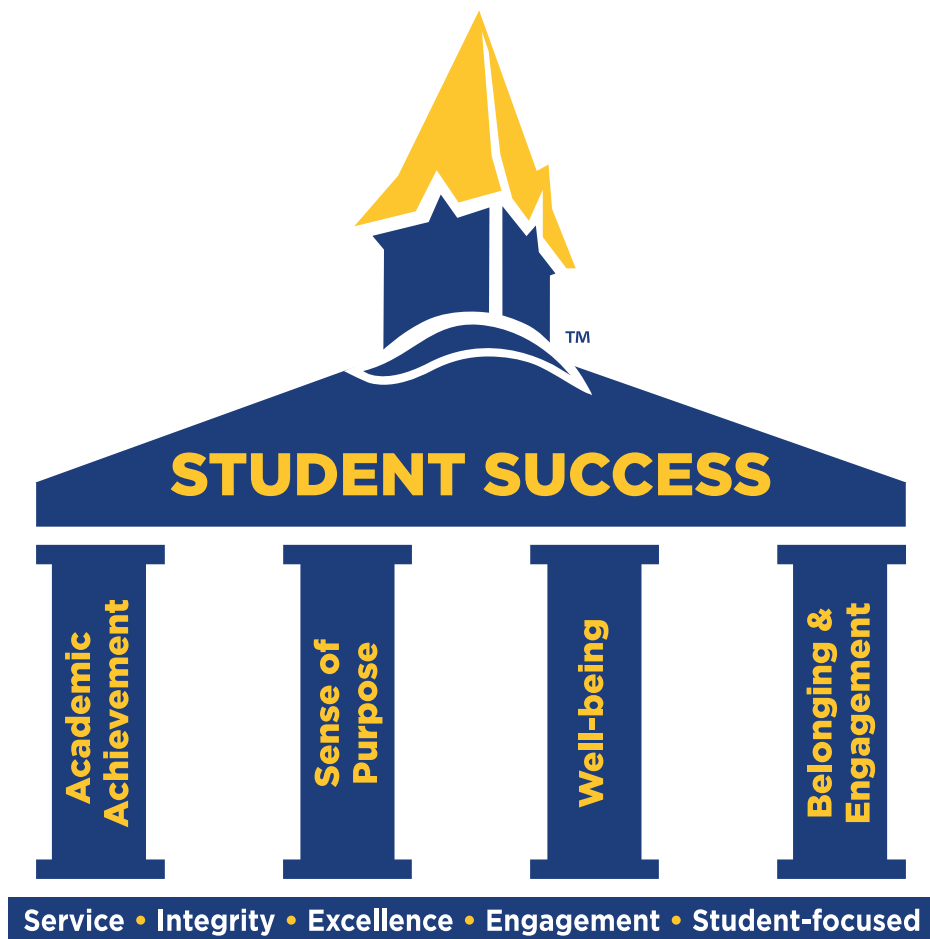 TM
STUDENT SUCCESS
Academic
Achievement
Sense of
Purpose
Well-being
Belonging &
Engagement
Service • Integrity • Excellence • Engagement • Student-focused